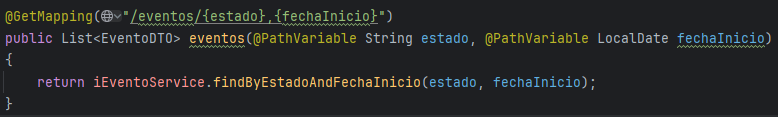 @GetMapping("/eventos/{estado},{fechaInicio}")
public List<EventoDTO> eventos(@PathVariable String estado, @PathVariable LocalDate fechaInicio)
{
    return iEventoService.findByEstadoAndFechaInicio(estado, fechaInicio);
}